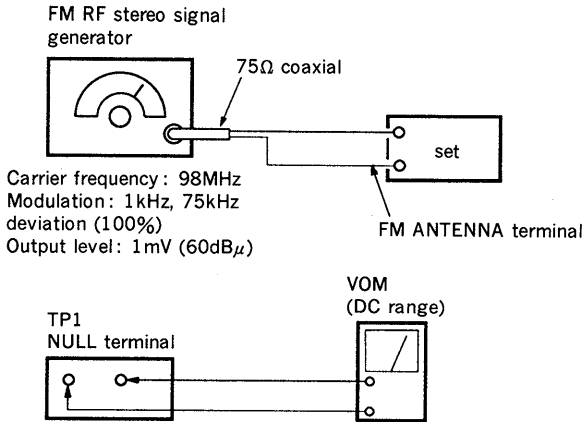 FM RF stereo signal
generator
75Ω coaxial
set
Carrier frequency: 98MHz
Modulation: 1kHz, 75kHz
deviation (100%)
Output level: 1mV (60dBμ)
FM ANTENNA terminal
VOM
(DC range)
TP1
NULL terminal